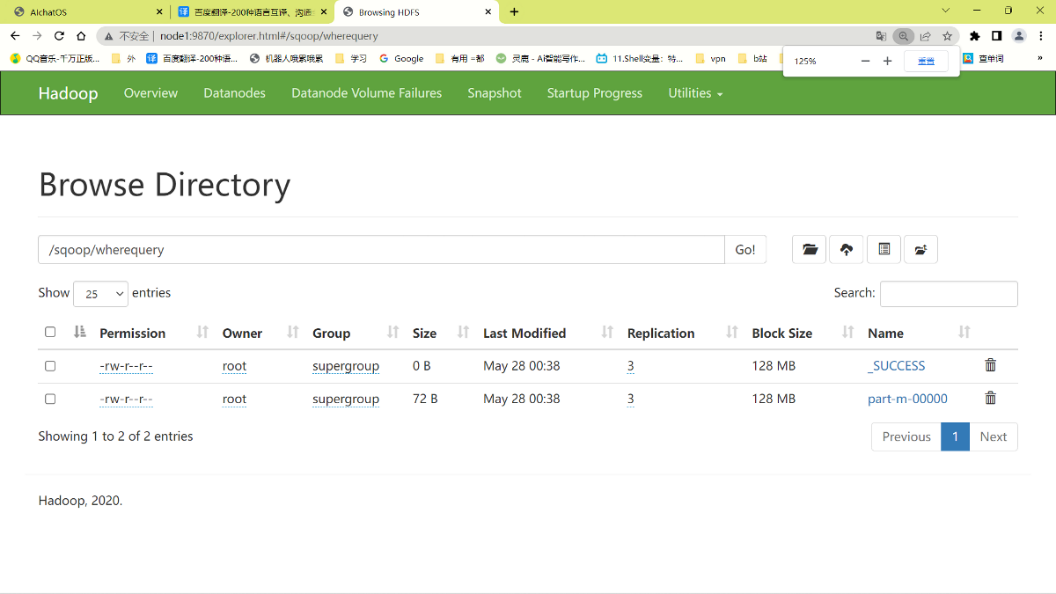 AIchatOS
百度翻译-200种语言互译、沟通
Browsing HDFS
不安全 node1:9870/explorer.html#/sqoop/wherequery
QQ音乐-千万正版... 外 百度翻译-200种语... 机器人哦累哦累 学习 Google 有用 =都 灵鹿 - Ai智能写作... 11.Shell变量：特... vpn b站 查单词 »
125% 重置
Hadoop Overview Datanodes Datanode Volume Failures Snapshot Startup Progress Utilities
Browse Directory
/sqoop/wherequery Go!
Show 25 entries Search:
Permission Owner Group Size Last Modified Replication Block Size Name
-rw-r--r-- root supergroup 0 B May 28 00:38 3 128 MB _SUCCESS
-rw-r--r-- root supergroup 72 B May 28 00:38 3 128 MB part-m-00000
Showing 1 to 2 of 2 entries Previous 1 Next
Hadoop, 2020.